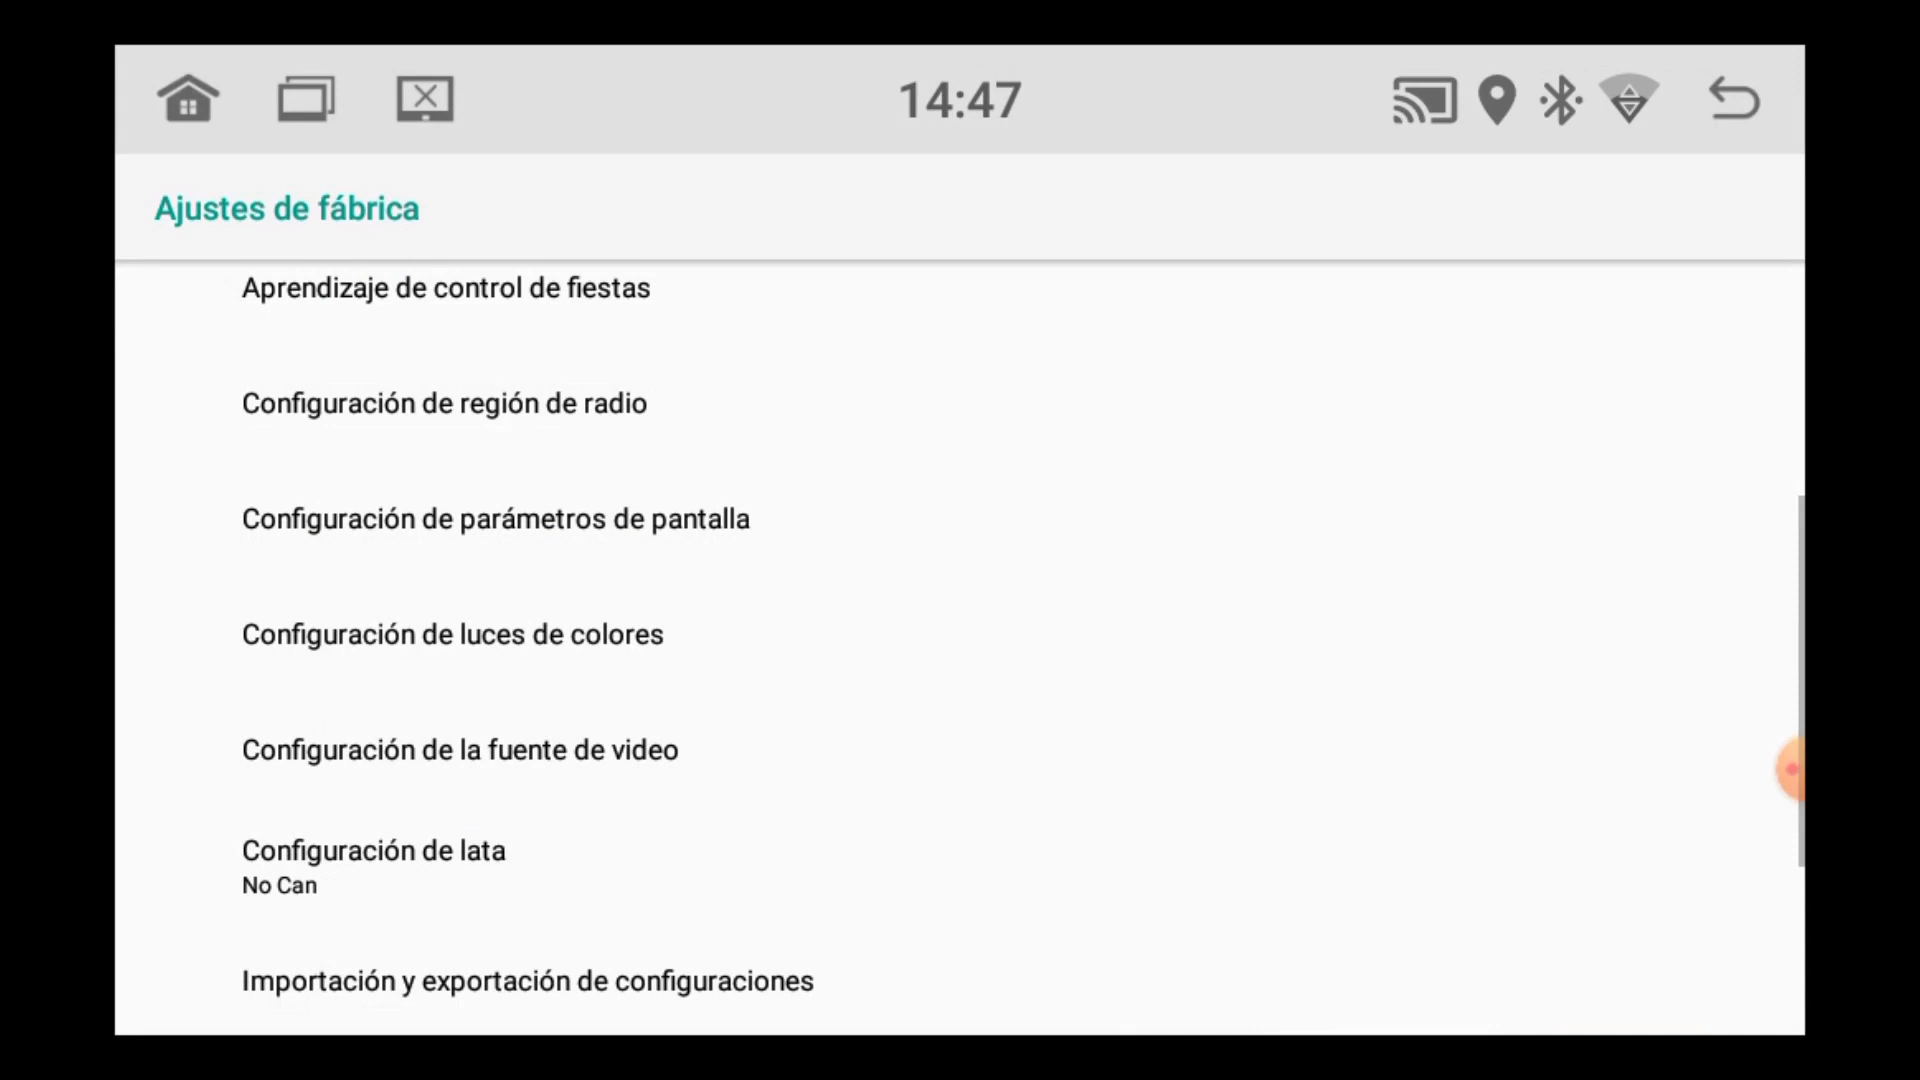 14:47
Ajustes de fábrica
Aprendizaje de control de fiestas
Configuración de región de radio
Configuración de parámetros de pantalla
Configuración de luces de colores
Configuración de la fuente de video
Configuración de lata
No Can
Importación y exportación de configuraciones